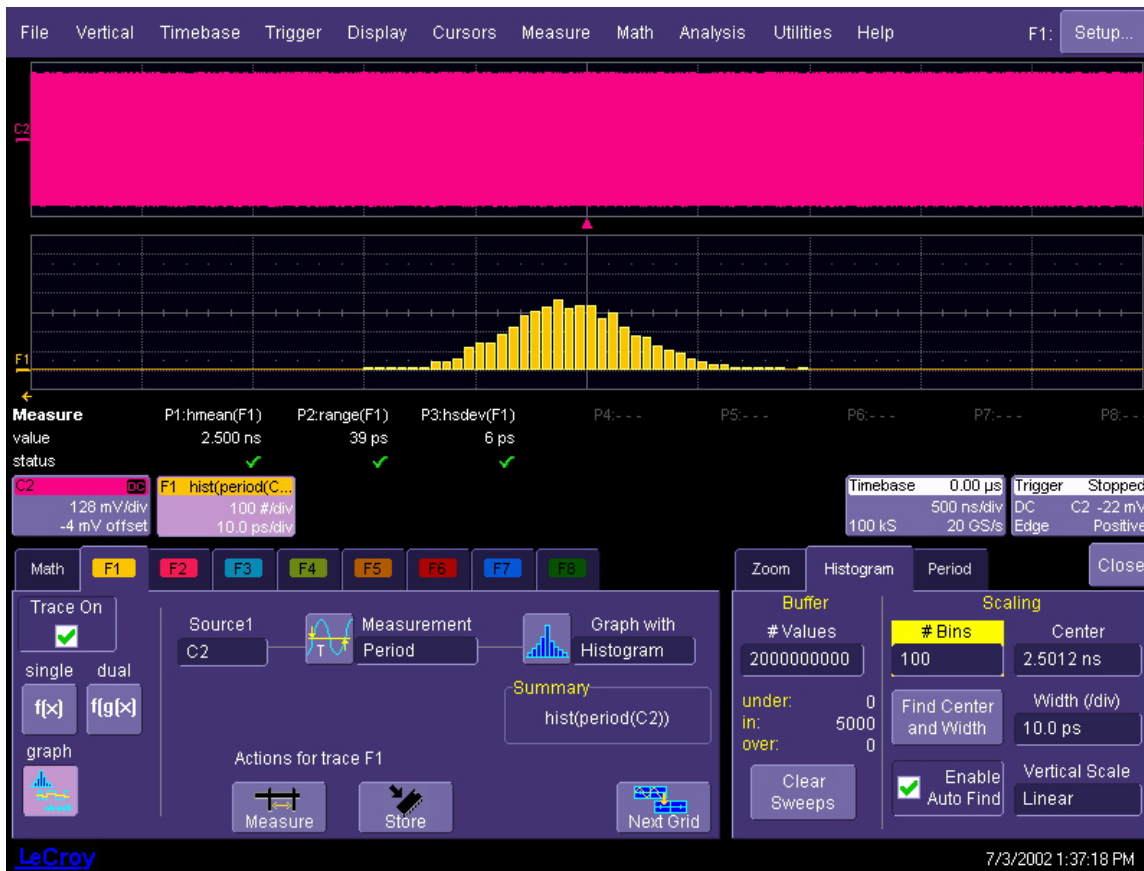 File Vertical Timebase Trigger Display Cursors Measure Math Analysis Utilities Help F1: Setup...
C2
F1
Measure P1:hmean(F1) P2:range(F1) P3:hsdev(F1) P4:- - - P5:- - - P6:- - - P7:- - - P8:- -
value 2.500 ns 39 ps 6 ps
status
C2 DC F1 hist(period(C... Timebase 0.00 µs Trigger Stopped
128 mV/div 100 #/div 500 ns/div DC C2 -22 mV
-4 mV offset 10.0 ps/div 100 kS 20 GS/s Edge Positive
Math F1 F2 F3 F4 F5 F6 F7 F8 Zoom Histogram Period Close
Trace On
Source1 Measurement Graph with
C2 T Period Histogram
single dual
f(x) f(g(x))
Summary
hist(period(C2))
graph
Actions for trace F1
Measure Store Next Grid
Buffer Scaling
# Values # Bins Center
2000000000 100 2.5012 ns
under: 0 Find Center and Width Width (/div)
in: 5000 10.0 ps
over: 0
Clear Sweeps Enable Auto Find Vertical Scale
Linear
LeCroy 7/3/2002 1:37:18 PM